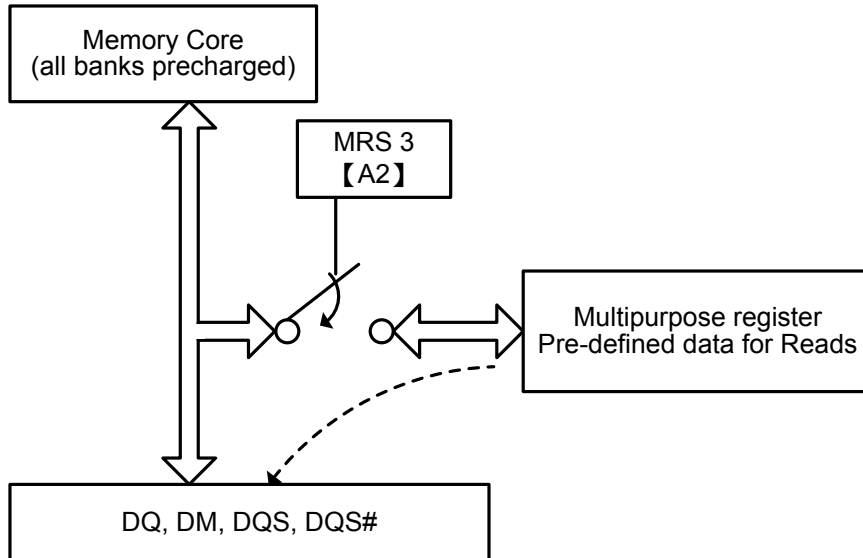 Memory Core
(all banks precharged)
MRS 3
【A2】
Multipurpose register
Pre-defined data for Reads
DQ, DM, DQS, DQS#